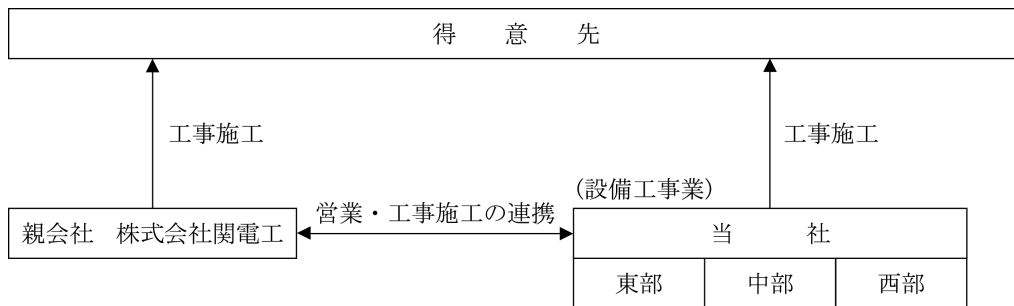 得 意 先
工事施工
工事施工
(設備工事業)
営業・工事施工の連携
親会社 株式会社関電工
当 社
東部
中部
西部